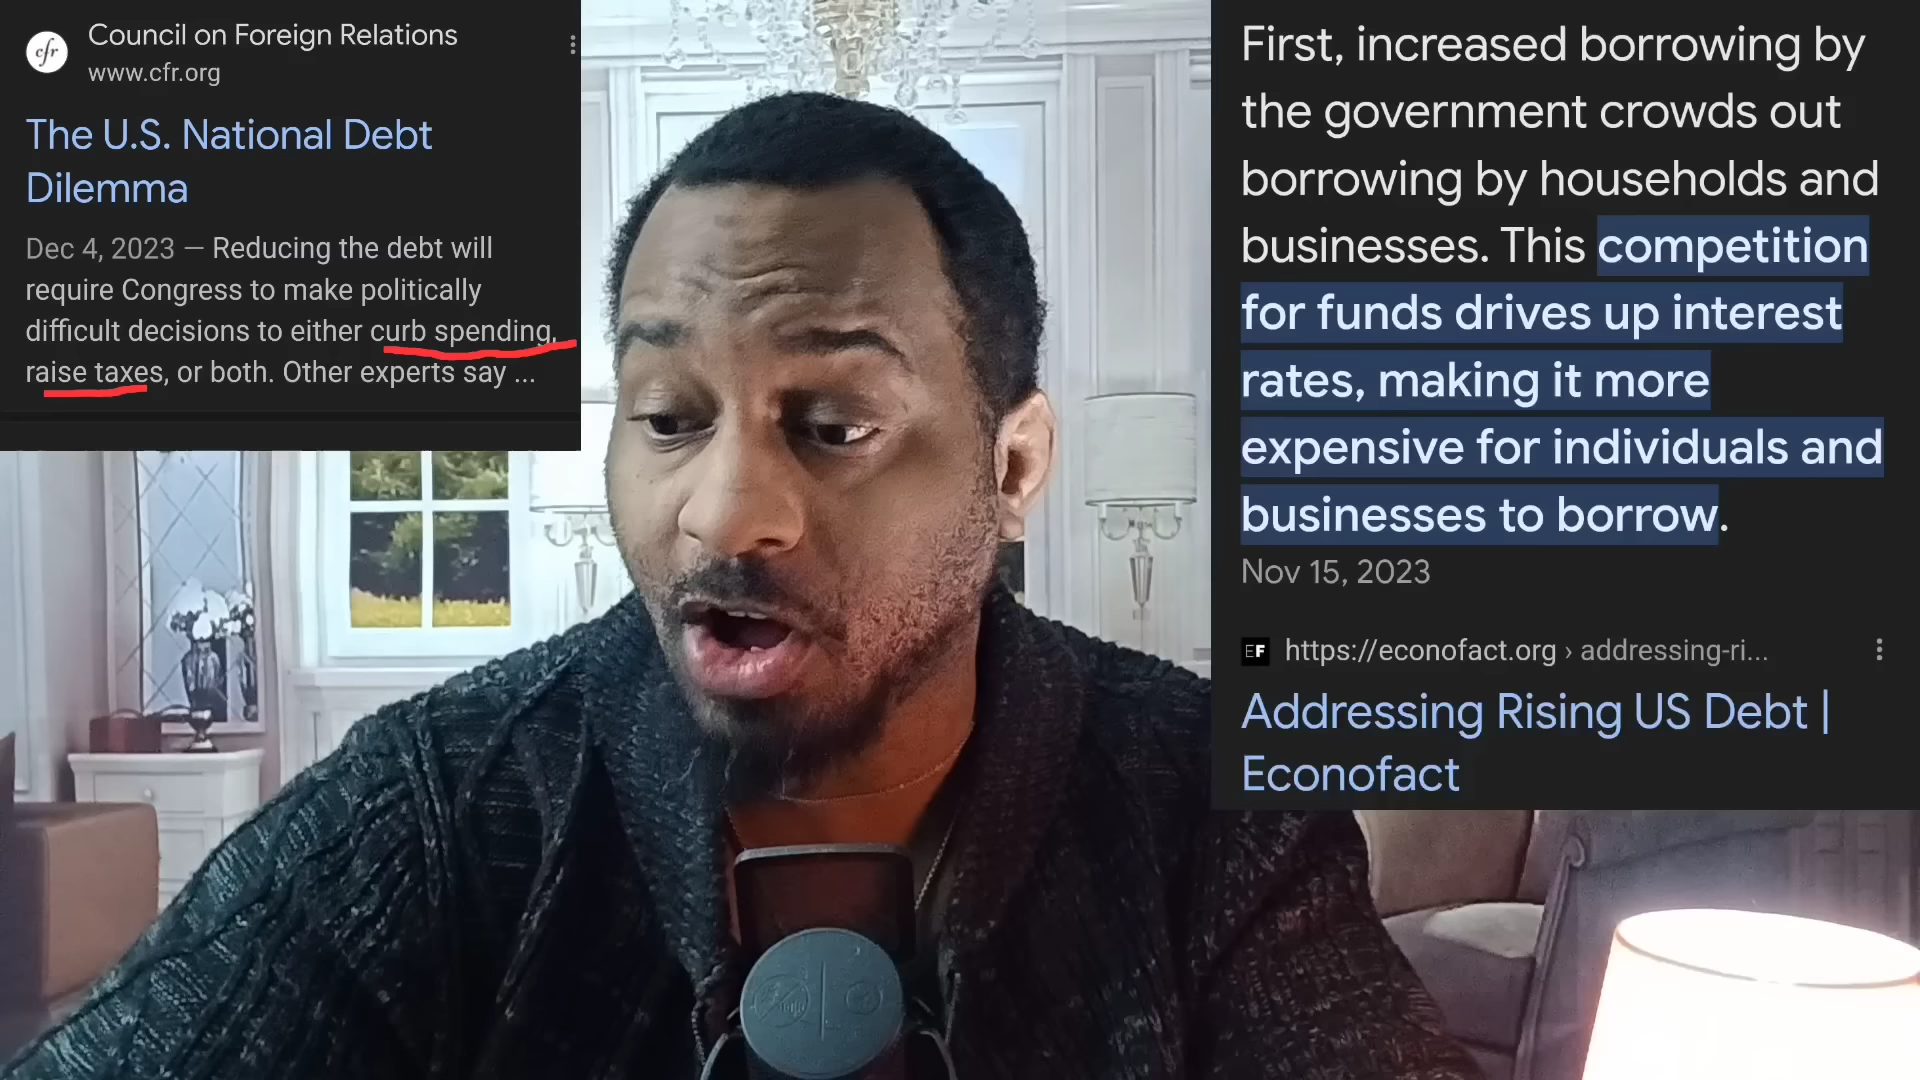 cfr
Council on Foreign Relations
www.cfr.org
The U.S. National Debt
Dilemma
Dec 4, 2023 — Reducing the debt will
require Congress to make politically
difficult decisions to either curb spending,
raise taxes, or both. Other experts say ...
First, increased borrowing by
the government crowds out
borrowing by households and
businesses. This competition
for funds drives up interest
rates, making it more
expensive for individuals and
businesses to borrow.
Nov 15, 2023
EF https://econofact.org › addressing-ri...
Addressing Rising US Debt |
Econofact